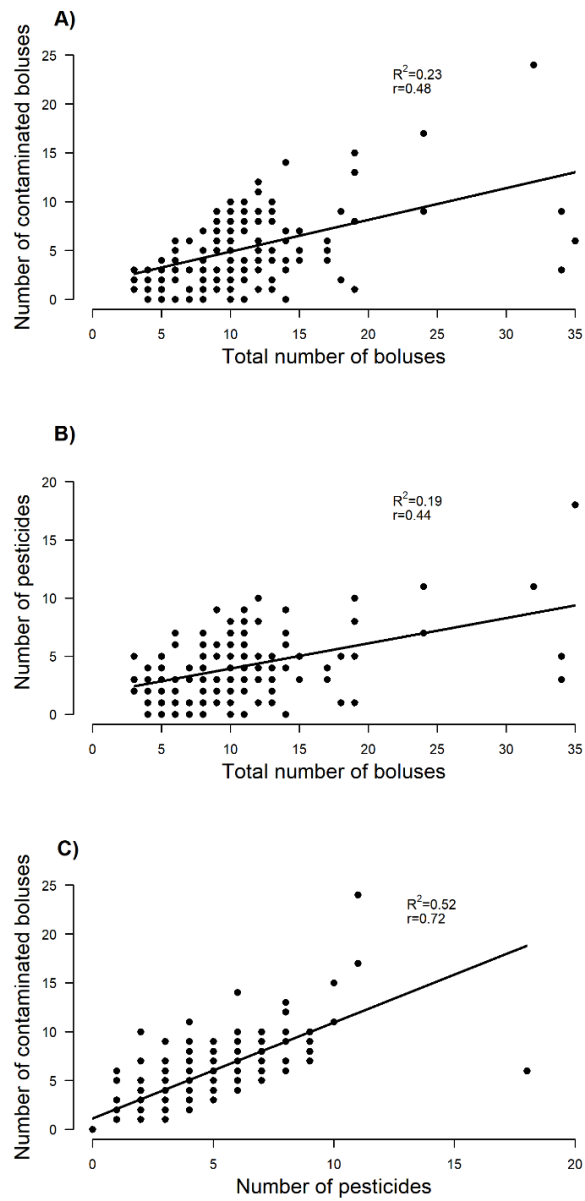 A)
Number of contaminated boluses
25
20
15
10
5
0
R²=0.23
r=0.48
0 5 10 15 20 25 30 35
Total number of boluses
B)
Number of pesticides
20
15
10
5
0
R²=0.19
r=0.44
0 5 10 15 20 25 30 35
Total number of boluses
C)
Number of contaminated boluses
25
20
15
10
5
0
R²=0.52
r=0.72
0 5 10 15 20
Number of pesticides